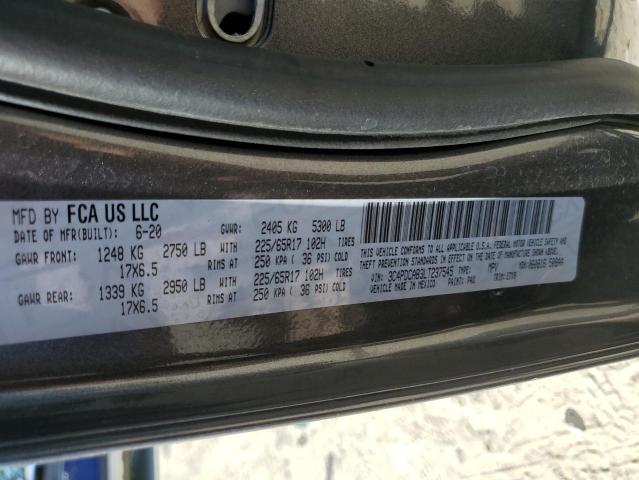 MFD BY FCA US LLC
DATE OF MFR(BUILT): 6-20 GVWR: 2405 KG 5300 LB
GAWR FRONT: 1248 KG 2750 LB WITH 225/65R17 102H TIRES
17X6.5 RIMS AT 250 KPA ( 36 PSI) COLD
GAWR REAR: 1339 KG 2950 LB WITH 225/65R17 102H TIRES
17X6.5 RIMS AT 250 KPA ( 36 PSI) COLD
THIS VEHICLE CONFORMS TO ALL APPLICABLE U.S.A. FEDERAL MOTOR VEHICLE SAFETY AND
THEFT PREVENTION STANDARDS IN EFFECT ON THE DATE OF MANUFACTURE SHOWN ABOVE.
VIN: 3C4PDCAB3LT237545 TYPE: MPV
MADE IN MEXICO PAINT: PAU